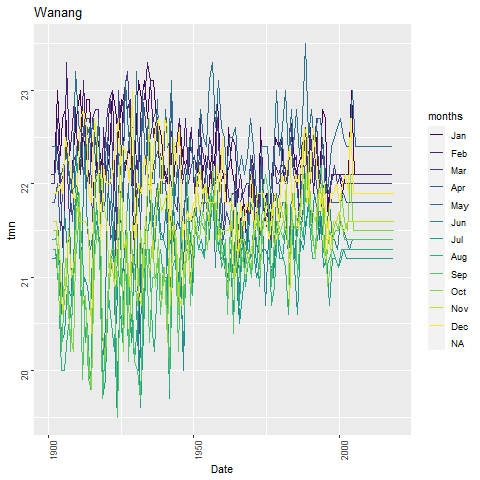 Wanang
23
22
21
20
tmn
1900
1950
2000
Date
months
Jan
Feb
Mar
Apr
May
Jun
Jul
Aug
Sep
Oct
Nov
Dec
NA